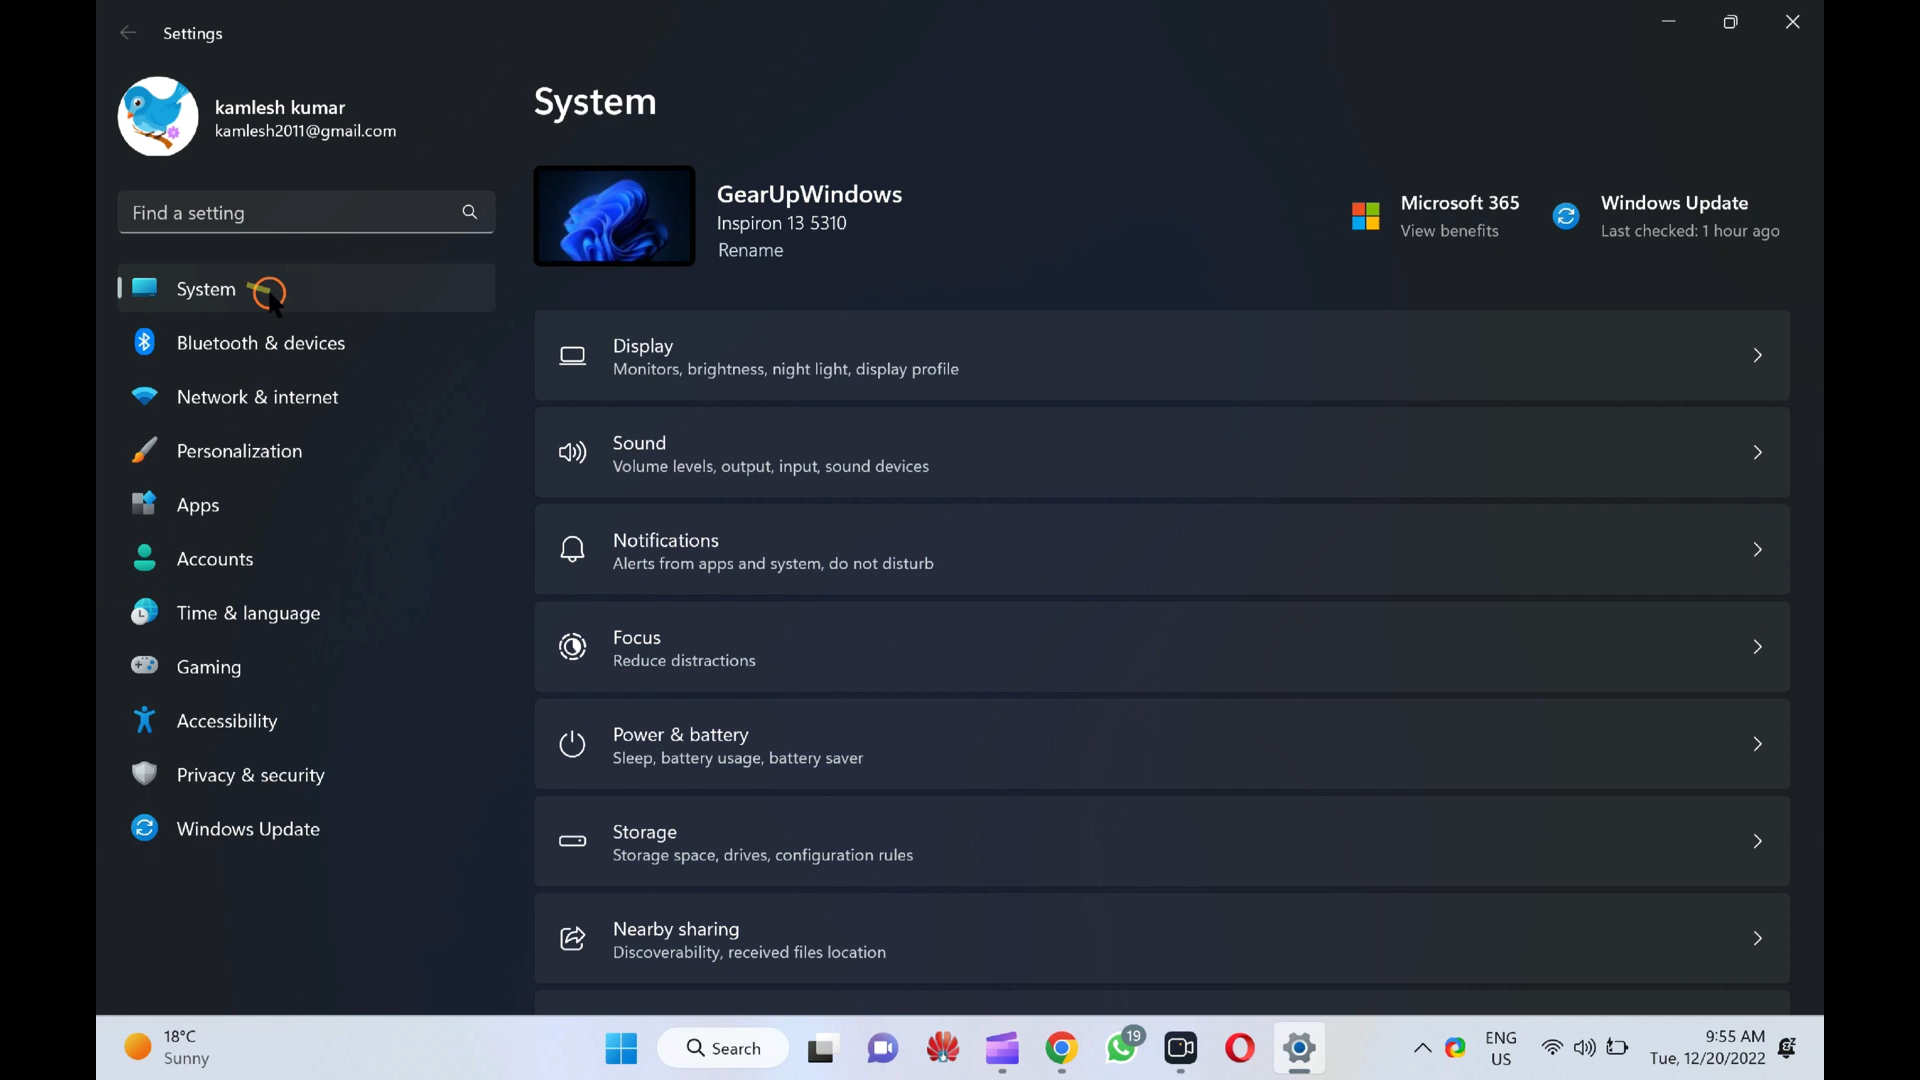 Settings
kamlesh kumar
kamlesh2011@gmail.com
Find a setting
System
Bluetooth & devices
Network & internet
Personalization
Apps
Accounts
Time & language
Gaming
Accessibility
Privacy & security
Windows Update
System
GearUpWindows
Inspiron 13 5310
Rename
Microsoft 365
View benefits
Windows Update
Last checked: 1 hour ago
Display
Monitors, brightness, night light, display profile
Sound
Volume levels, output, input, sound devices
Notifications
Alerts from apps and system, do not disturb
Focus
Reduce distractions
Power & battery
Sleep, battery usage, battery saver
Storage
Storage space, drives, configuration rules
Nearby sharing
Discoverability, received files location
18°C
Sunny
Search
19
ENG
US
9:55 AM
Tue, 12/20/2022